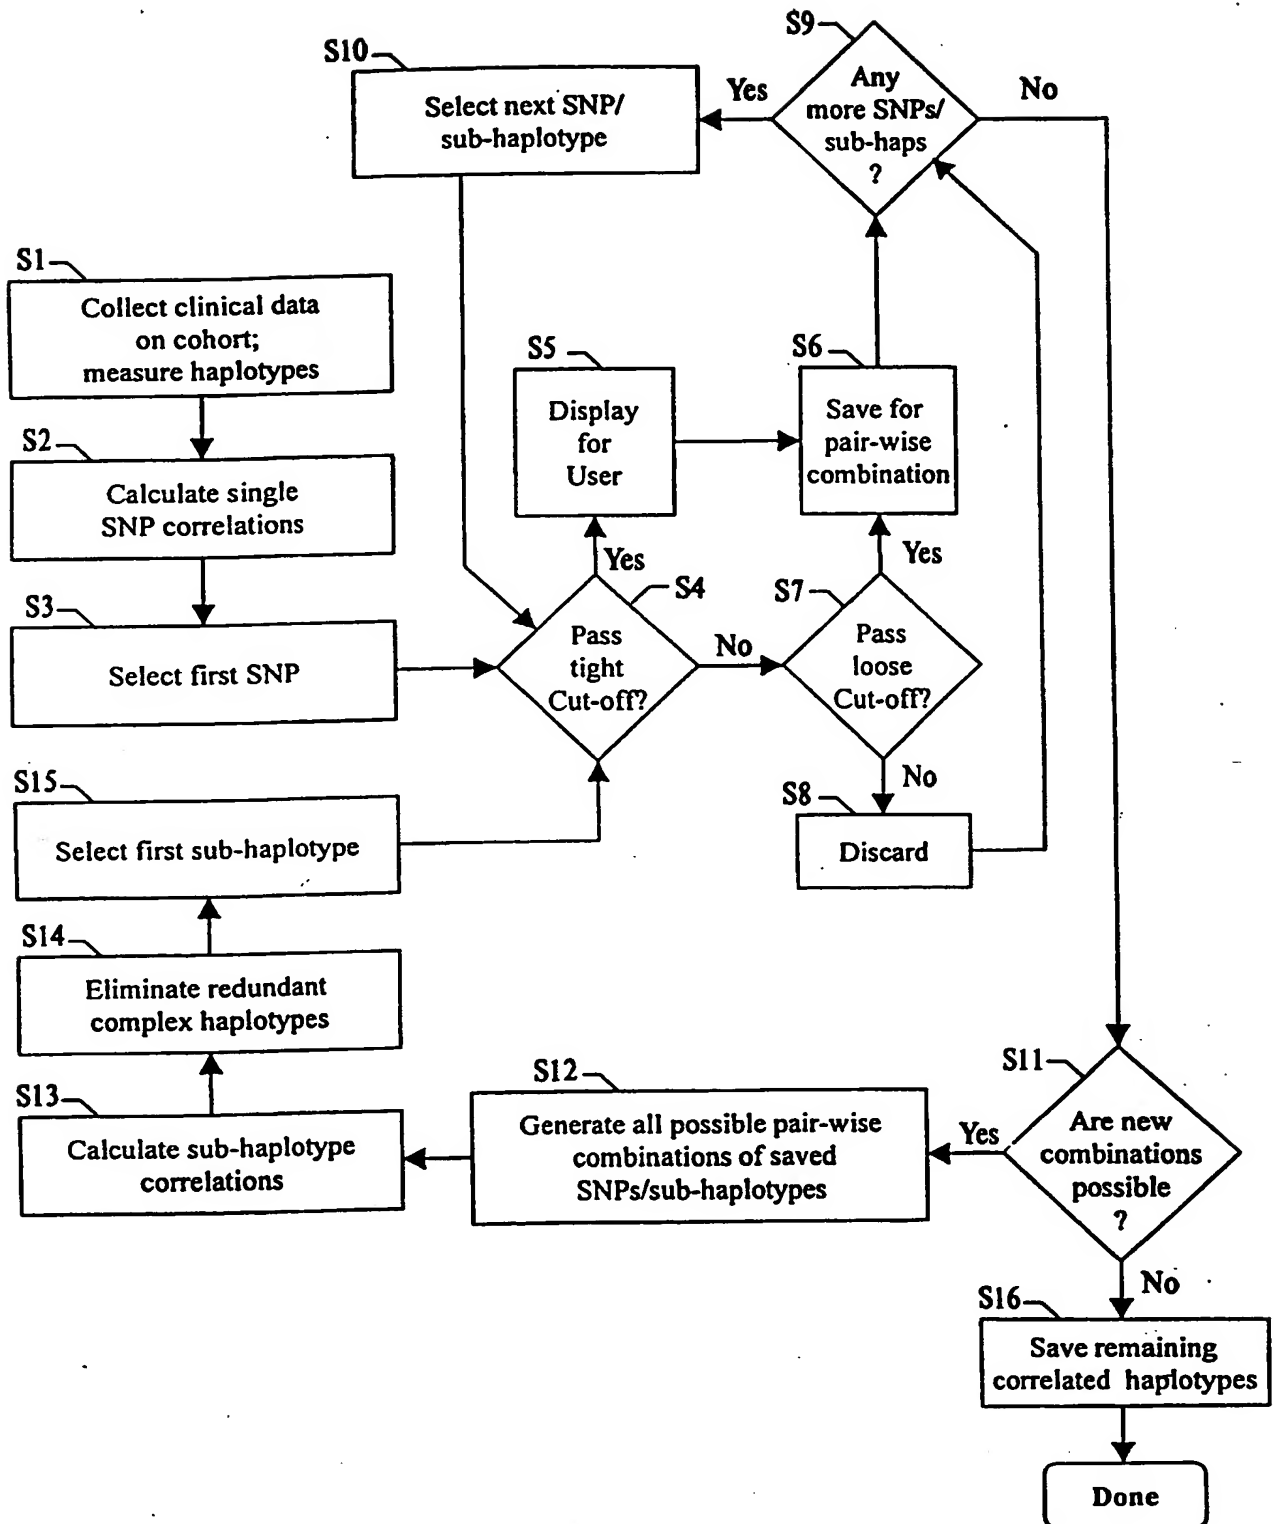 S9
S10
Any
more SNPs/
sub-haps
?
Yes
No
Select next SNP/
sub-haplotype
S1
Collect clinical data
on cohort;
measure haplotypes
S5
Display
for
User
S6
Save for
pair-wise
combination
S2
Calculate single
SNP correlations
Yes
Yes
S3
Select first SNP
S4
Pass
tight
Cut-off?
No
S7
Pass
loose
Cut-off?
No
S15
Select first sub-haplotype
S8
Discard
S14
Eliminate redundant
complex haplotypes
S13
Calculate sub-haplotype
correlations
S12
Generate all possible pair-wise
combinations of saved
SNPs/sub-haplotypes
Yes
S11
Are new
combinations
possible
?
No
S16
Save remaining
correlated haplotypes
Done